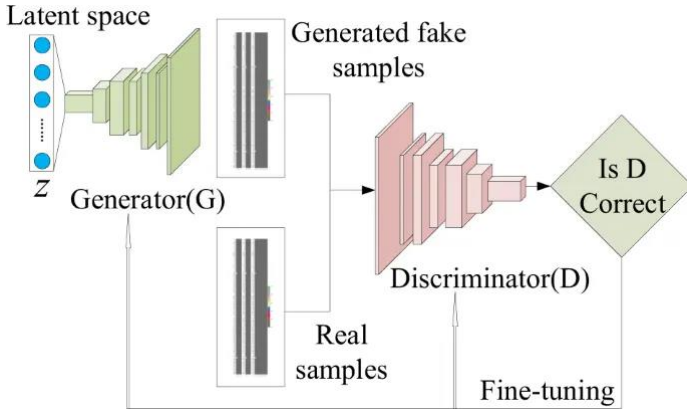 Latent space
Generated fake
samples
z
Generator(G)
Is D
Correct
Discriminator(D)
Real
samples
Fine-tuning